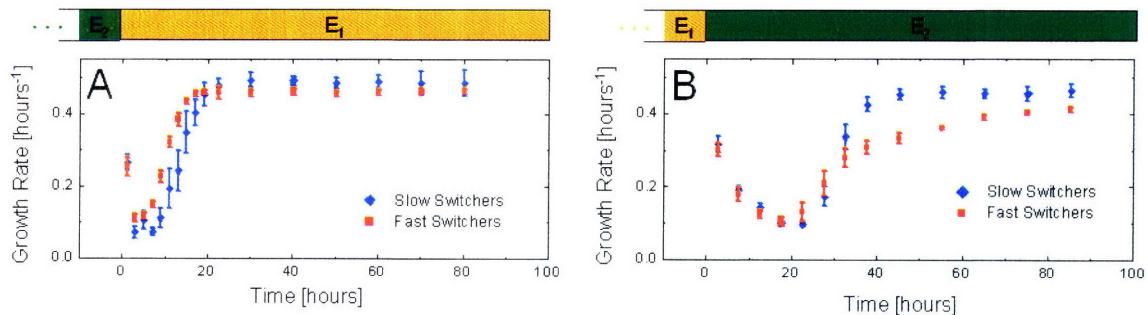 E2
E1
A
Growth Rate [hours-1]
0.4
0.2
0.0
Slow Switchers
Fast Switchers
0 20 40 60 80 100
Time [hours]
E1
E2
B
Growth Rate [hours-1]
0.4
0.2
0.0
Slow Switchers
Fast Switchers
0 20 40 60 80 100
Time [hours]